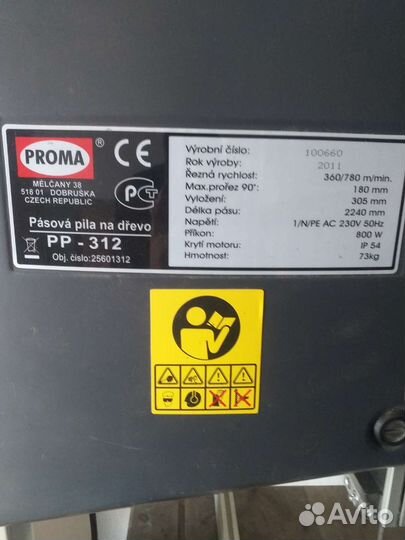 PROMA ®
CE
MĚLČANY 38
518 01 DOBRUŠKA
CZECH REPUBLIC
РСТ
Pásová pila na dřevo
PP - 312
Obj. číslo:25601312
Výrobní číslo: 100660
Rok výroby: 2011
Řezná rychlost: 360/780 m/min.
Max.prořez 90°: 180 mm
Vyložení: 305 mm
Délka pásu: 2240 mm
Napětí: 1/N/PE AC 230V 50Hz
Příkon: 800 W
Krytí motoru: IP 54
Hmotnost: 73kg
Avito